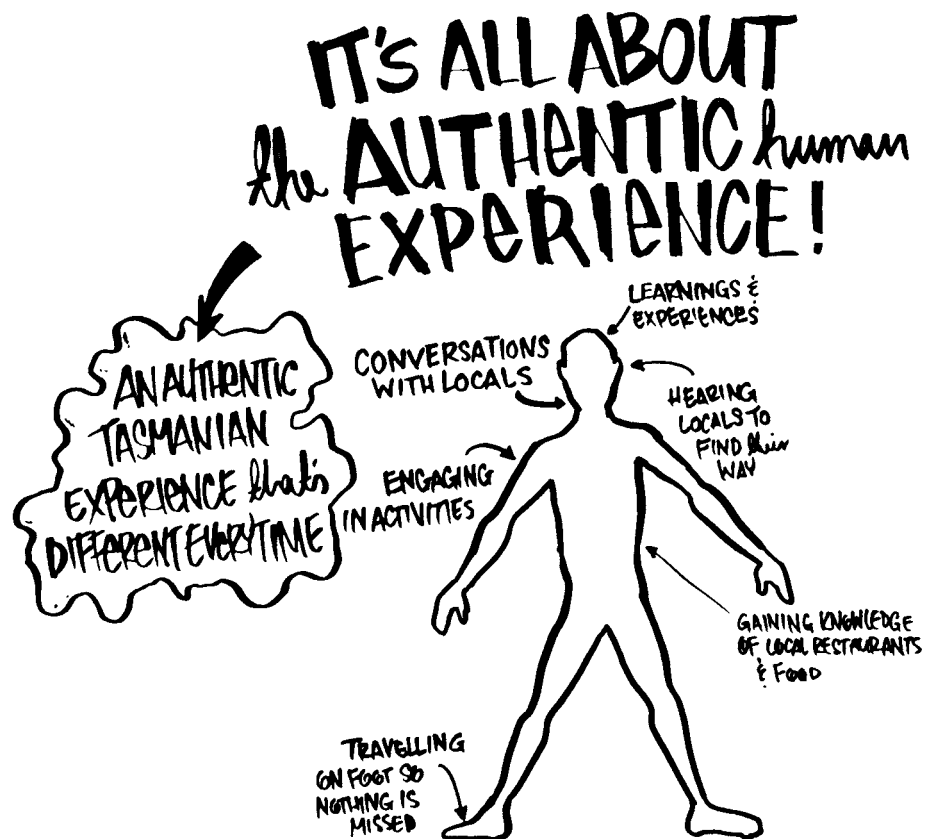 IT'S ALL ABOUT
the AUTHENTIC human
EXPERIENCE!
AN AUTHENTIC
TASMANIAN
EXPERIENCE that's
DIFFERENT EVERYTIME
LEARNINGS &
EXPERIENCES
CONVERSATIONS
WITH LOCALS
HEARING
LOCALS TO
FIND their
WAY
ENGAGING
IN ACTIVITIES
GAINING KNOWLEDGE
OF LOCAL RESTAURANTS
& FOOD
TRAVELLING
ON FOOT SO
NOTHING IS
MISSED